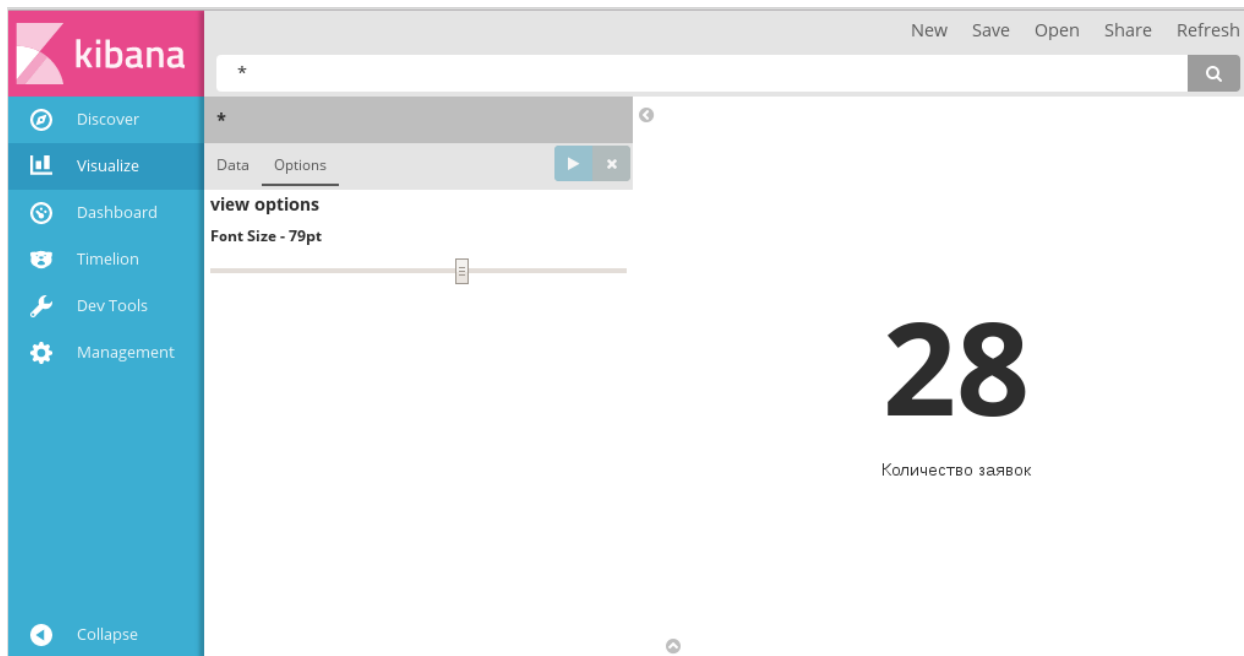 kibana
New Save Open Share Refresh
*
Discover
Visualize
Dashboard
Timelion
Dev Tools
Management
Collapse
*
Data Options
view options
Font Size - 79pt
28
Количество заявок